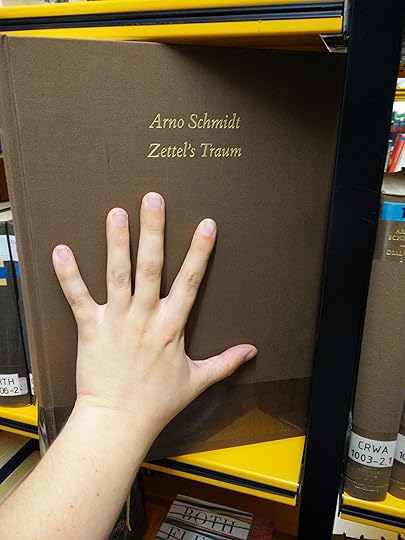 Arno Schmidt
Zettel's Traum
CRWA
1003-2.1
BOTH